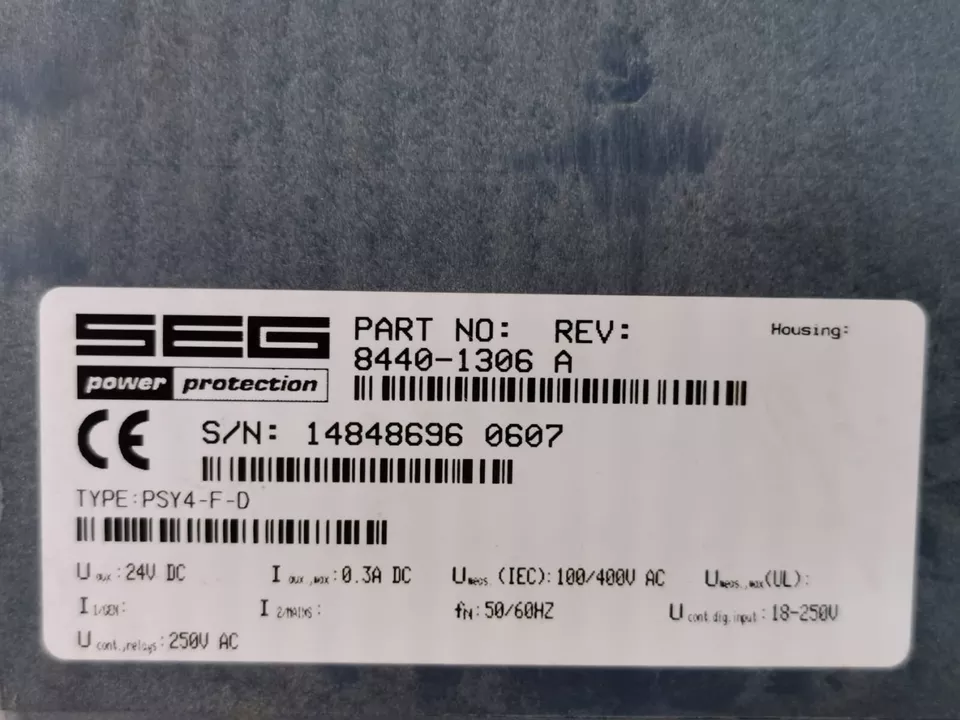 SEG
power protection
PART NO: REV:
8440-1306 A
Housing:
S/N: 14848696 0607
TYPE:PSY4-F-D
U aux: 24V DC
I aux.,max: 0.3A DC
U meas. (IEC): 100/400V AC
U meas.,max (UL):
I 1/GEN:
I 2/MAINS:
fN: 50/60HZ
U cont.dig.input: 18-250V
U cont.,relays: 250V AC
CE